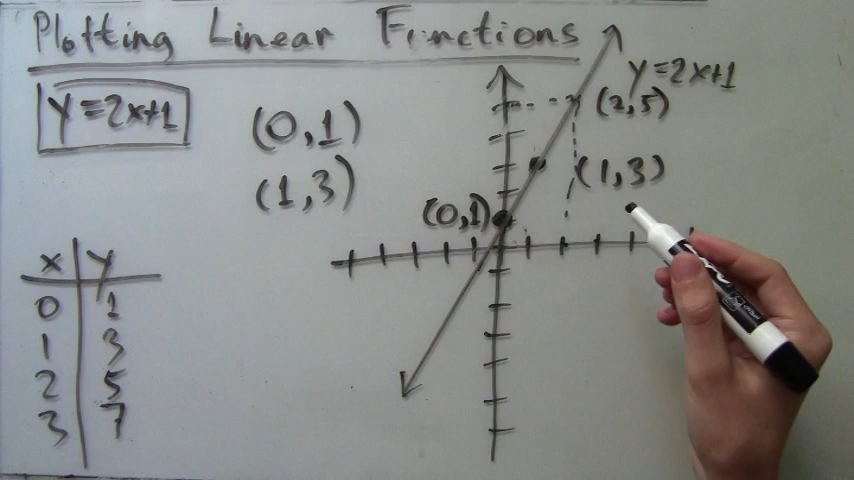 Plotting Linear Functions
y=2x+1
(0,1)
(1,3)
x y
0 1
1 3
2 5
3 7
y=2x+1
(2,5)
(1,3)
(0,1)